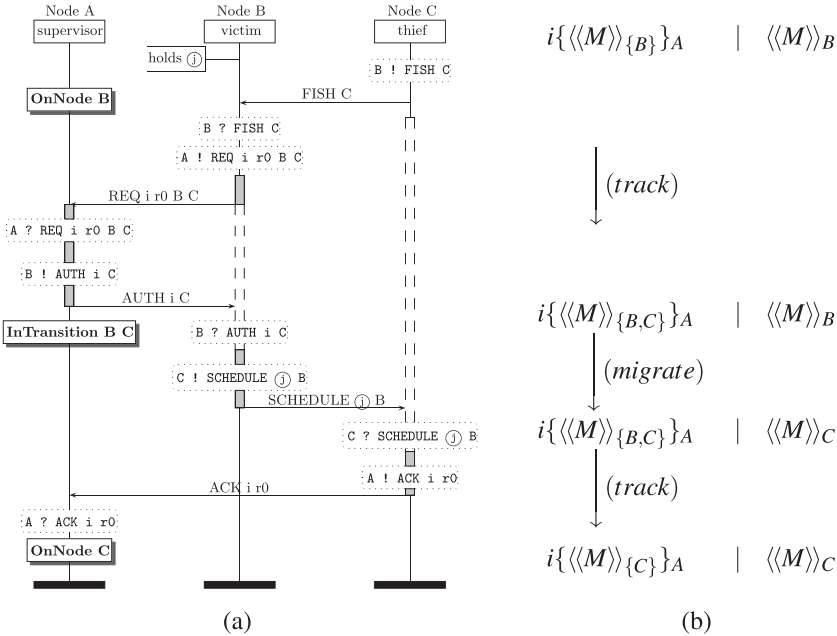 Node A Node B Node C
supervisor victim thief
holds j
B ! FISH C
OnNode B
FISH C
B ? FISH C
A ! REQ i r0 B C
REQ i r0 B C
A ? REQ i r0 B C
B ! AUTH i C
AUTH i C
InTransition B C
B ? AUTH i C
C ! SCHEDULE j B
SCHEDULE j B
C ? SCHEDULE j B
A ! ACK i r0
ACK i r0
A ? ACK i r0
OnNode C
(a)
i{⟨⟨M⟩⟩{B}}A | ⟨⟨M⟩⟩B
(track)
i{⟨⟨M⟩⟩{B,C}}A | ⟨⟨M⟩⟩B
(migrate)
i{⟨⟨M⟩⟩{B,C}}A | ⟨⟨M⟩⟩C
(track)
i{⟨⟨M⟩⟩{C}}A | ⟨⟨M⟩⟩C
(b)